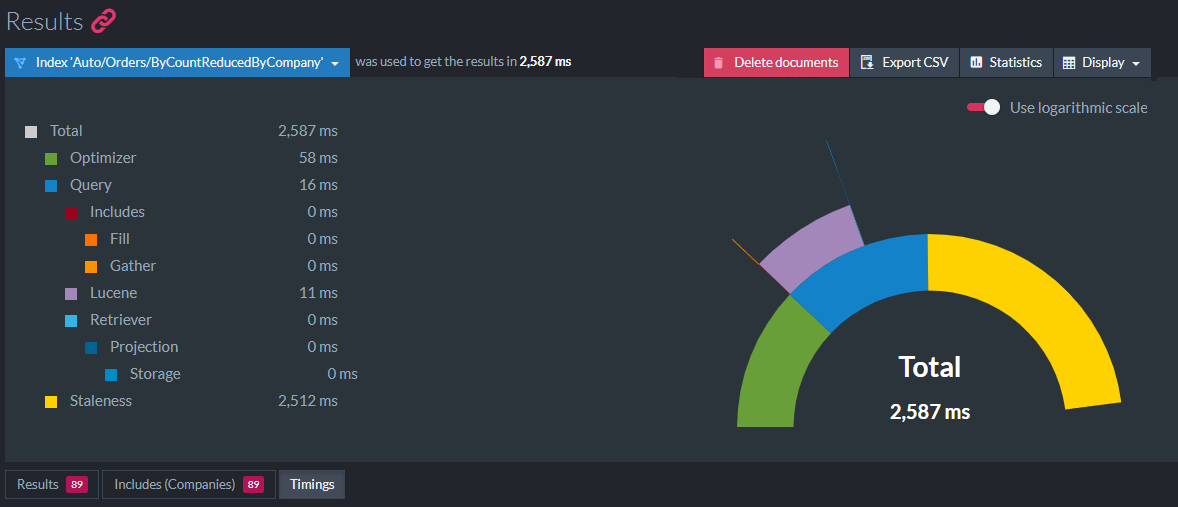 Results
Index 'Auto/Orders/ByCountReducedByCompany' was used to get the results in 2,587 ms
Delete documents Export CSV Statistics Display
Use logarithmic scale
Total 2,587 ms
Optimizer 58 ms
Query 16 ms
Includes 0 ms
Fill 0 ms
Gather 0 ms
Lucene 11 ms
Retriever 0 ms
Projection 0 ms
Storage 0 ms
Staleness 2,512 ms
Total
2,587 ms
Results 89 Includes (Companies) 89 Timings